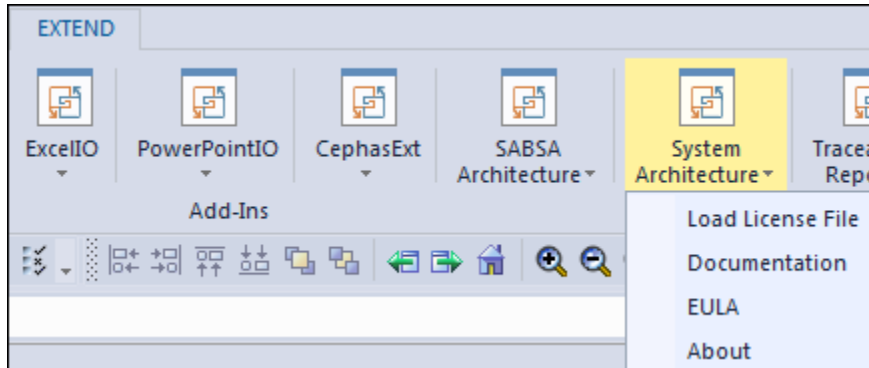 EXTEND
ExcelIO
PowerPointIO
CephasExt
SABSA
Architecture
System
Architecture
Add-Ins
Load License File
Documentation
EULA
About